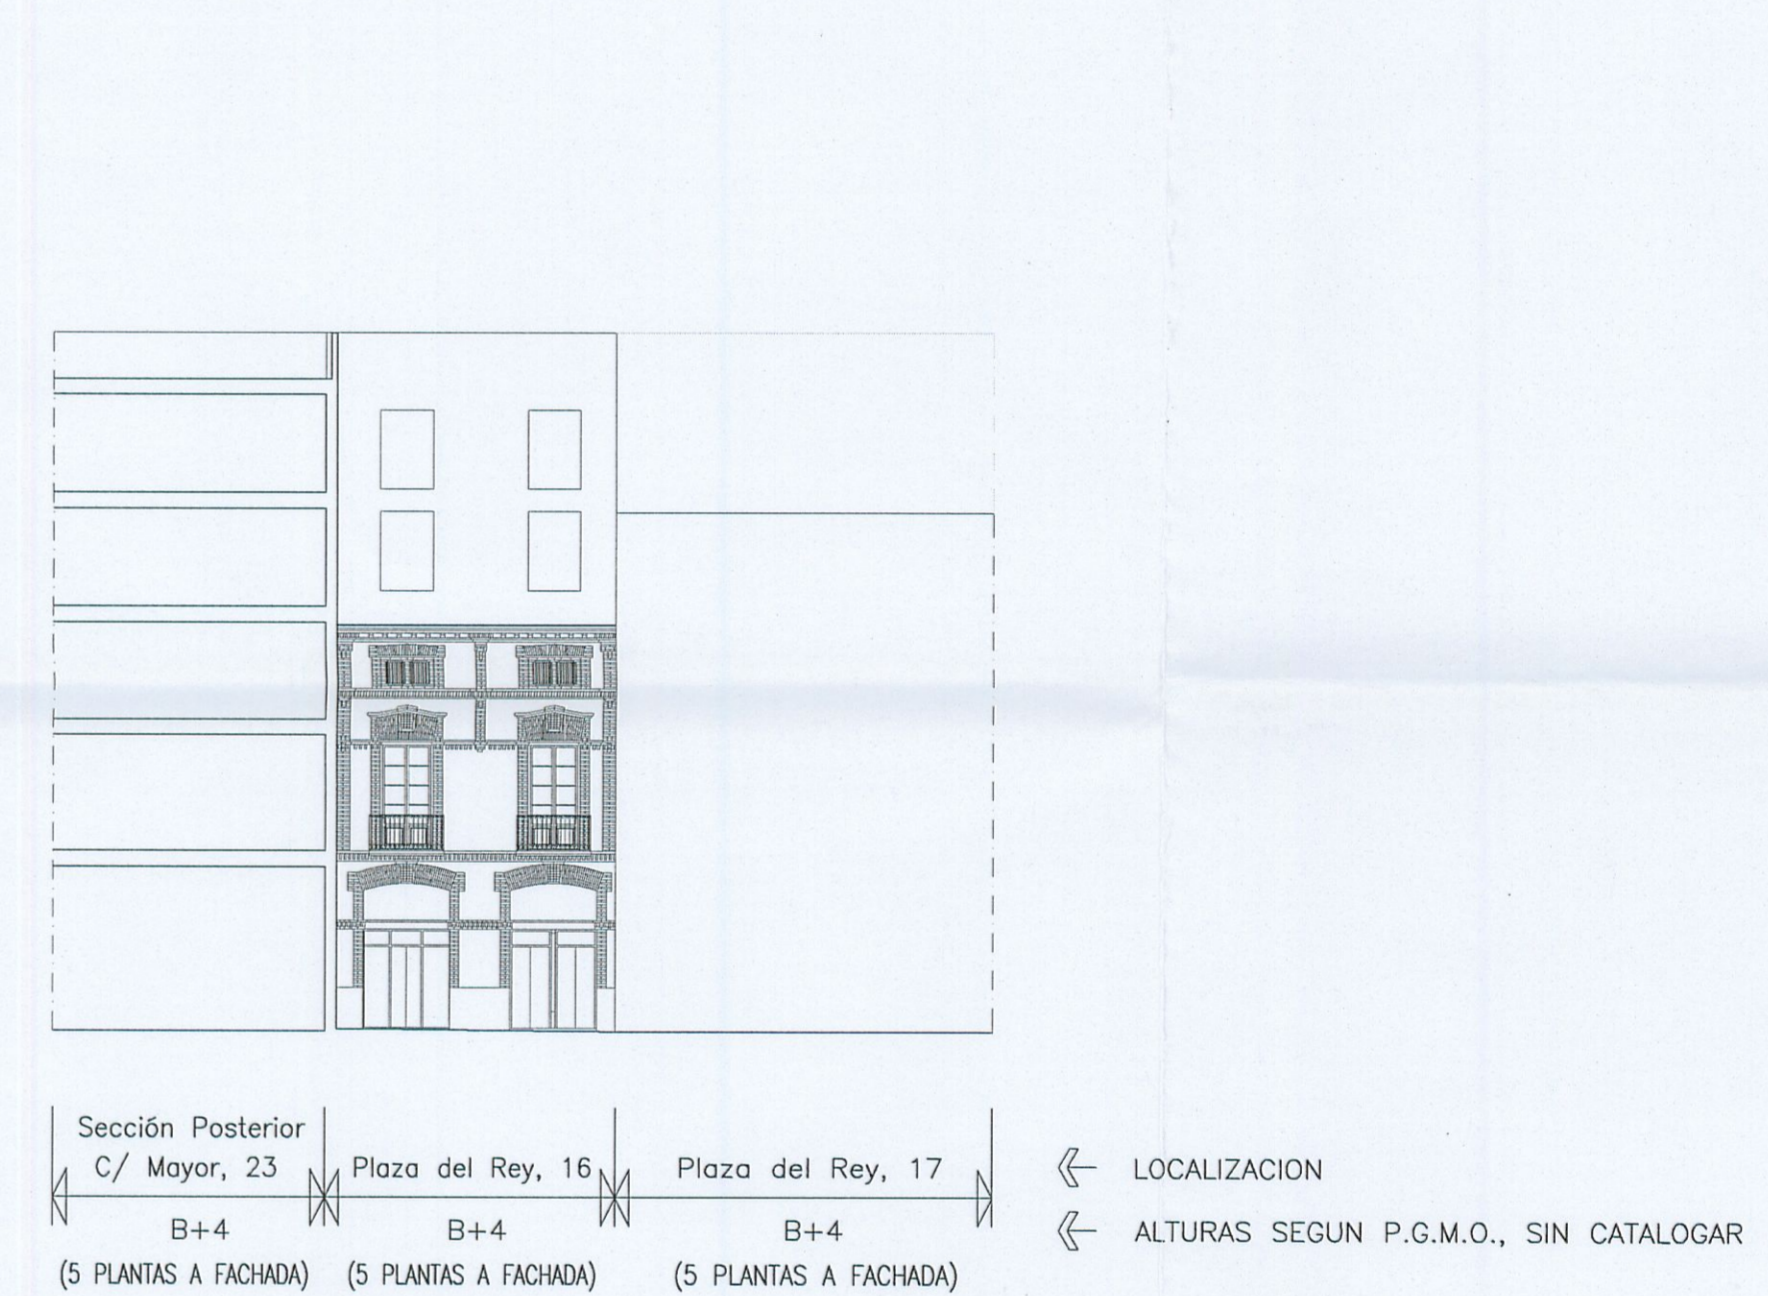 Sección Posterior
C/ Mayor, 23
Plaza del Rey, 16
Plaza del Rey, 17
LOCALIZACION
B+4
B+4
B+4
ALTURAS SEGUN P.G.M.O., SIN CATALOGAR
(5 PLANTAS A FACHADA)
(5 PLANTAS A FACHADA)
(5 PLANTAS A FACHADA)